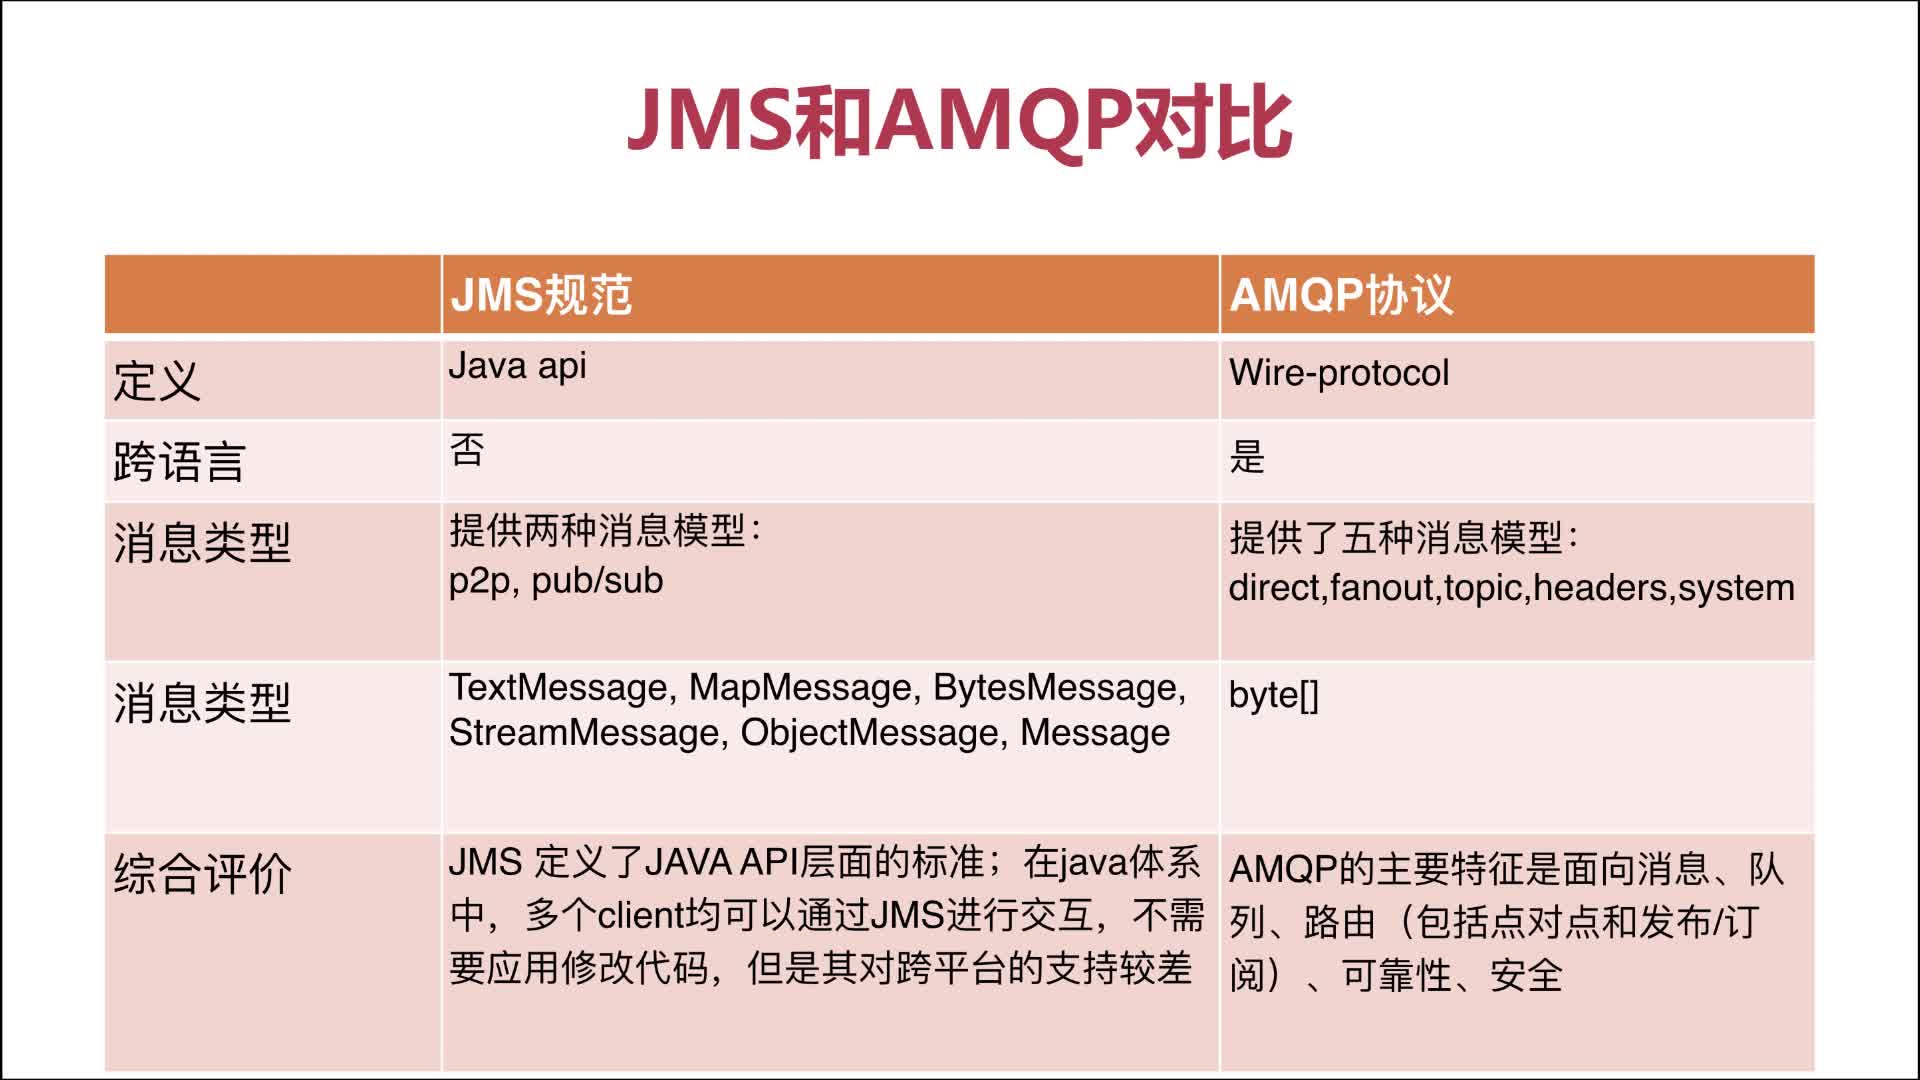 JMS和AMQP对比
JMS规范
AMQP协议
定义
Java api
Wire-protocol
跨语言
否
是
消息类型
提供两种消息模型：
p2p, pub/sub
提供了五种消息模型：
direct,fanout,topic,headers,system
消息类型
TextMessage, MapMessage, BytesMessage,
StreamMessage, ObjectMessage, Message
byte[]
综合评价
JMS 定义了JAVA API层面的标准；在java体系
中，多个client均可以通过JMS进行交互，不需
要应用修改代码，但是其对跨平台的支持较差
AMQP的主要特征是面向消息、队
列、路由（包括点对点和发布/订
阅）、可靠性、安全